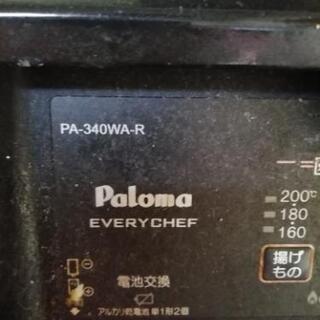 PA-340WA-R
Paloma
EVERYCHEF
200℃
180
160
揚げ
もの
電池交換
アルカリ乾電池 単1形2個